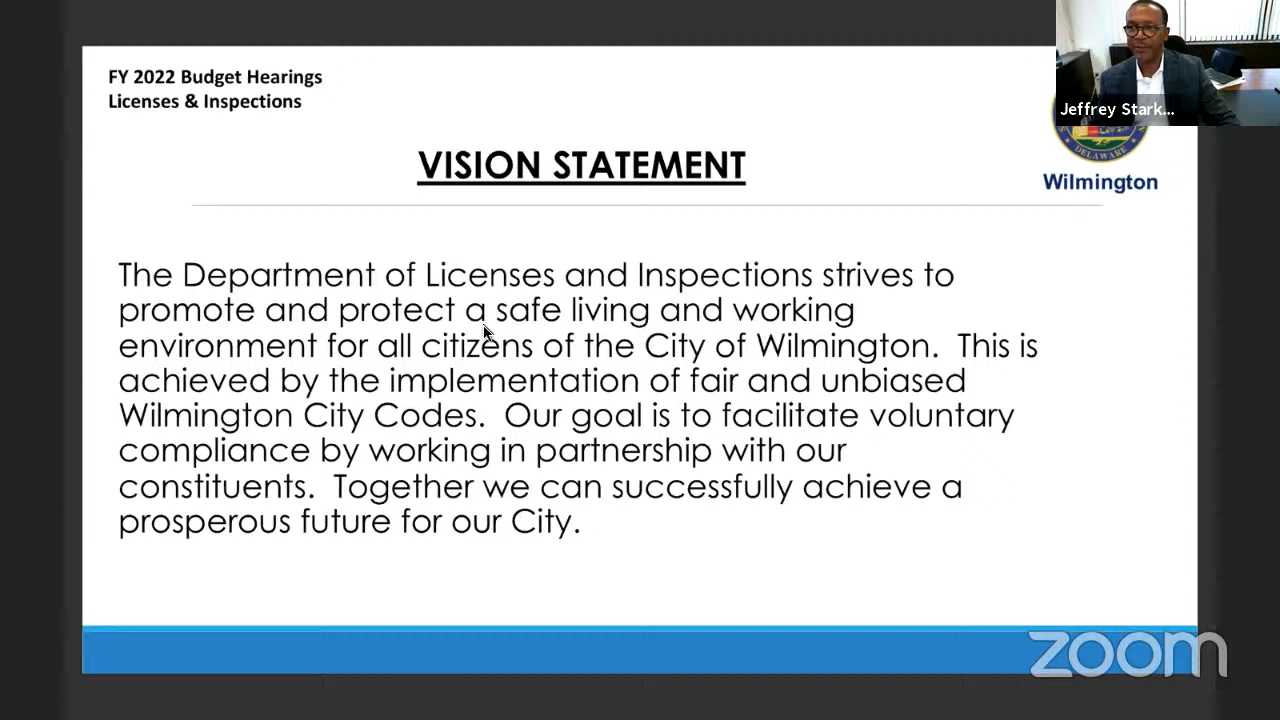 FY 2022 Budget Hearings
Licenses & Inspections
Jeffrey Stark...
DELAWARE
Wilmington
VISION STATEMENT
The Department of Licenses and Inspections strives to
promote and protect a safe living and working
environment for all citizens of the City of Wilmington.  This is
achieved by the implementation of fair and unbiased
Wilmington City Codes.  Our goal is to facilitate voluntary
compliance by working in partnership with our
constituents.  Together we can successfully achieve a
prosperous future for our City.
zoom